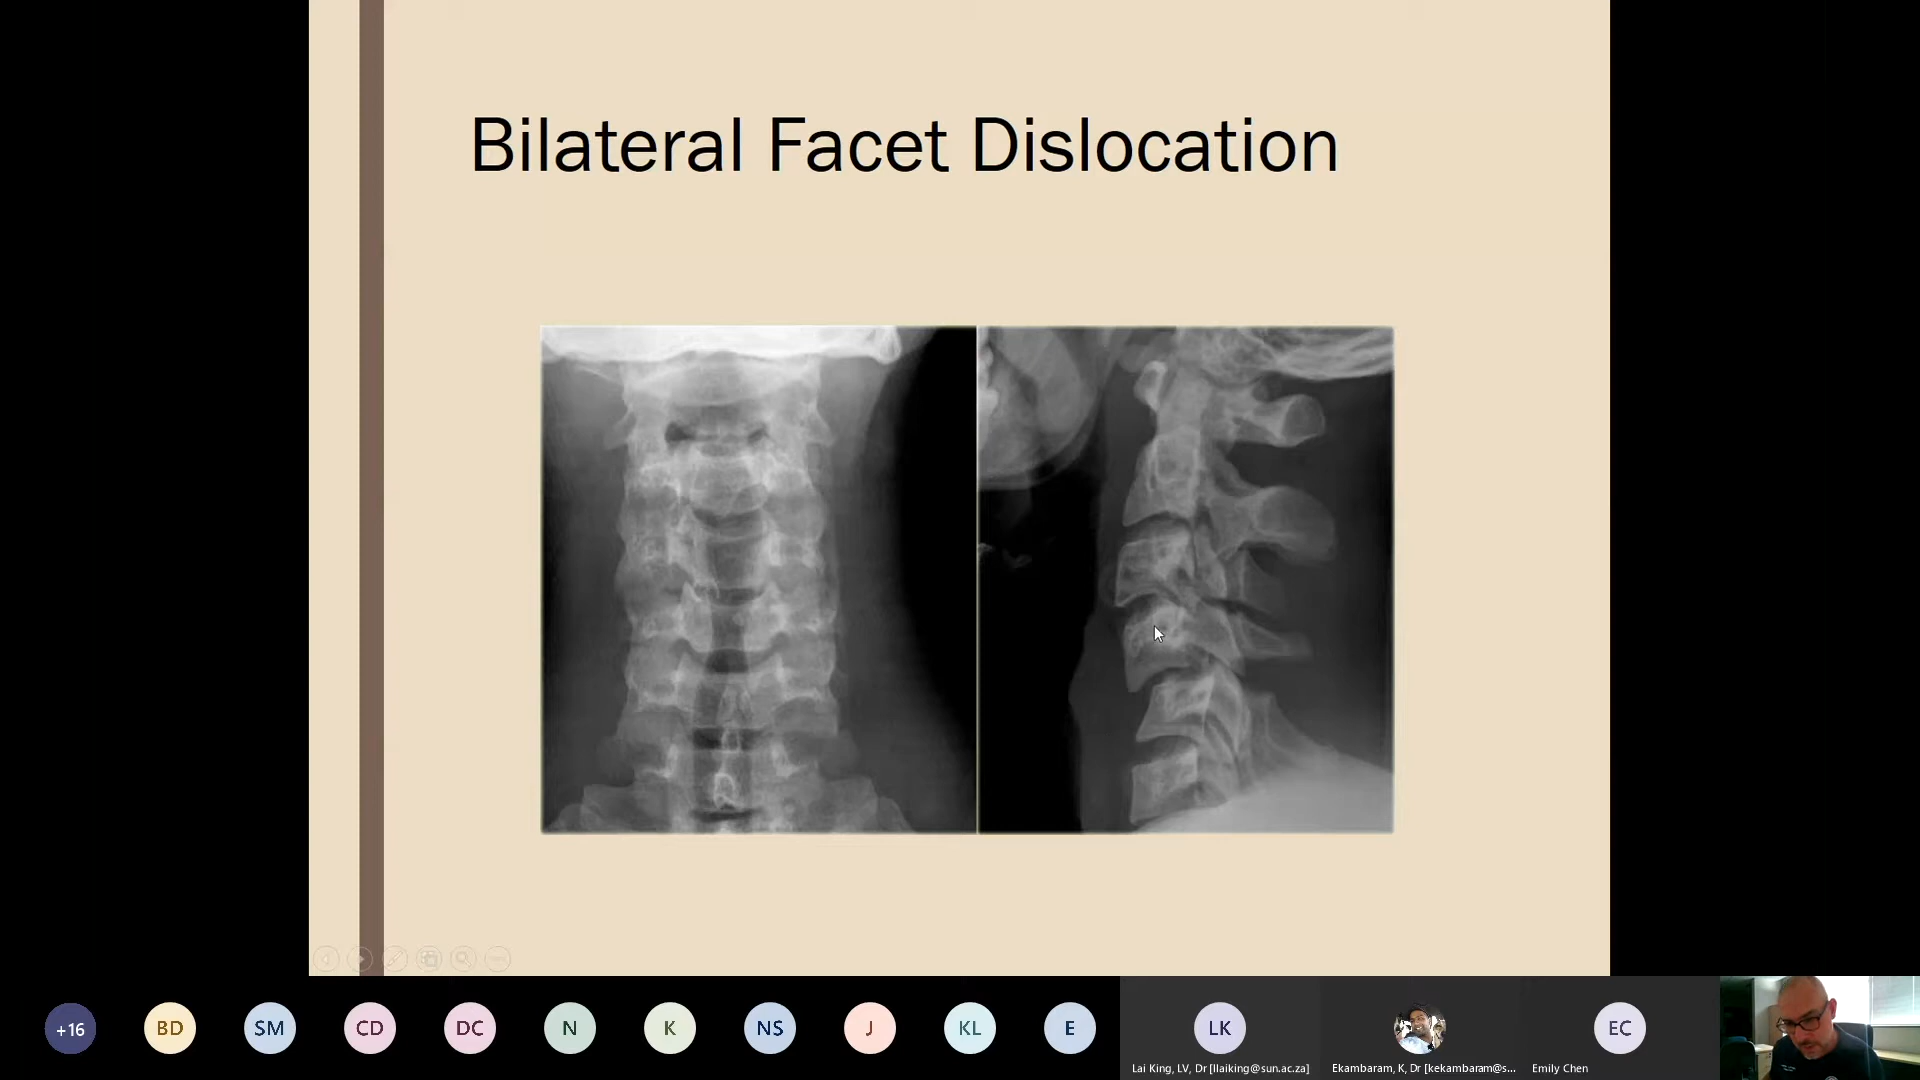 Bilateral Facet Dislocation
+16
BD
SM
CD
DC
N
K
NS
J
KL
E
LK
EC
Lai King, LV, Dr [llaiking@sun.ac.za]
Ekambaram, K, Dr [kekambaram@s...
Emily Chen